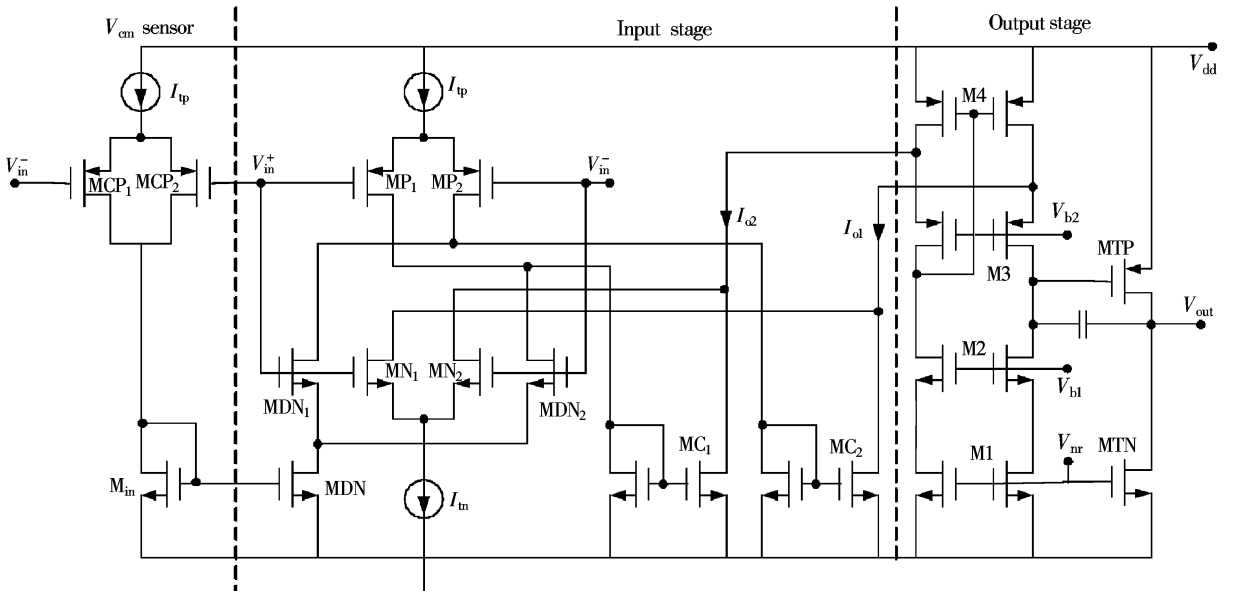 V_cm sensor
Input stage
Output stage
V_dd
I_tp
I_tp
M4
V_in^-
MCP_1
MCP_2
V_in^+
MP_1
MP_2
V_in^-
I_o2
I_o1
V_b2
M3
MTP
V_out
MDN_1
MN_1
MN_2
MDN_2
M2
V_b1
M_in
MDN
I_tn
MC_1
MC_2
M1
V_nr
MTN